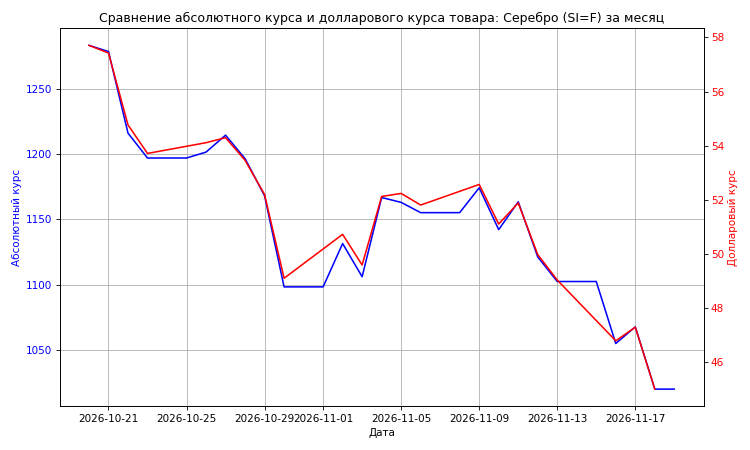 Сравнение абсолютного курса и долларового курса товара: Серебро (SI=F) за месяц
Абсолютный курс
1250
1200
1150
1100
1050
58
56
54
52
50
48
46
Долларовый курс
2026-10-21 2026-10-25 2026-10-29 2026-11-01 2026-11-05 2026-11-09 2026-11-13 2026-11-17
Дата